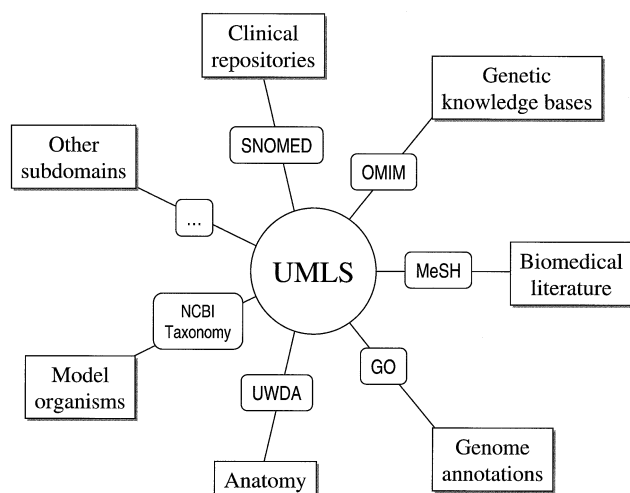 Clinical
repositories
Genetic
knowledge bases
SNOMED
OMIM
Other
subdomains
...
UMLS
MeSH
Biomedical
literature
NCBI
Taxonomy
GO
Model
organisms
UWDA
Genome
annotations
Anatomy